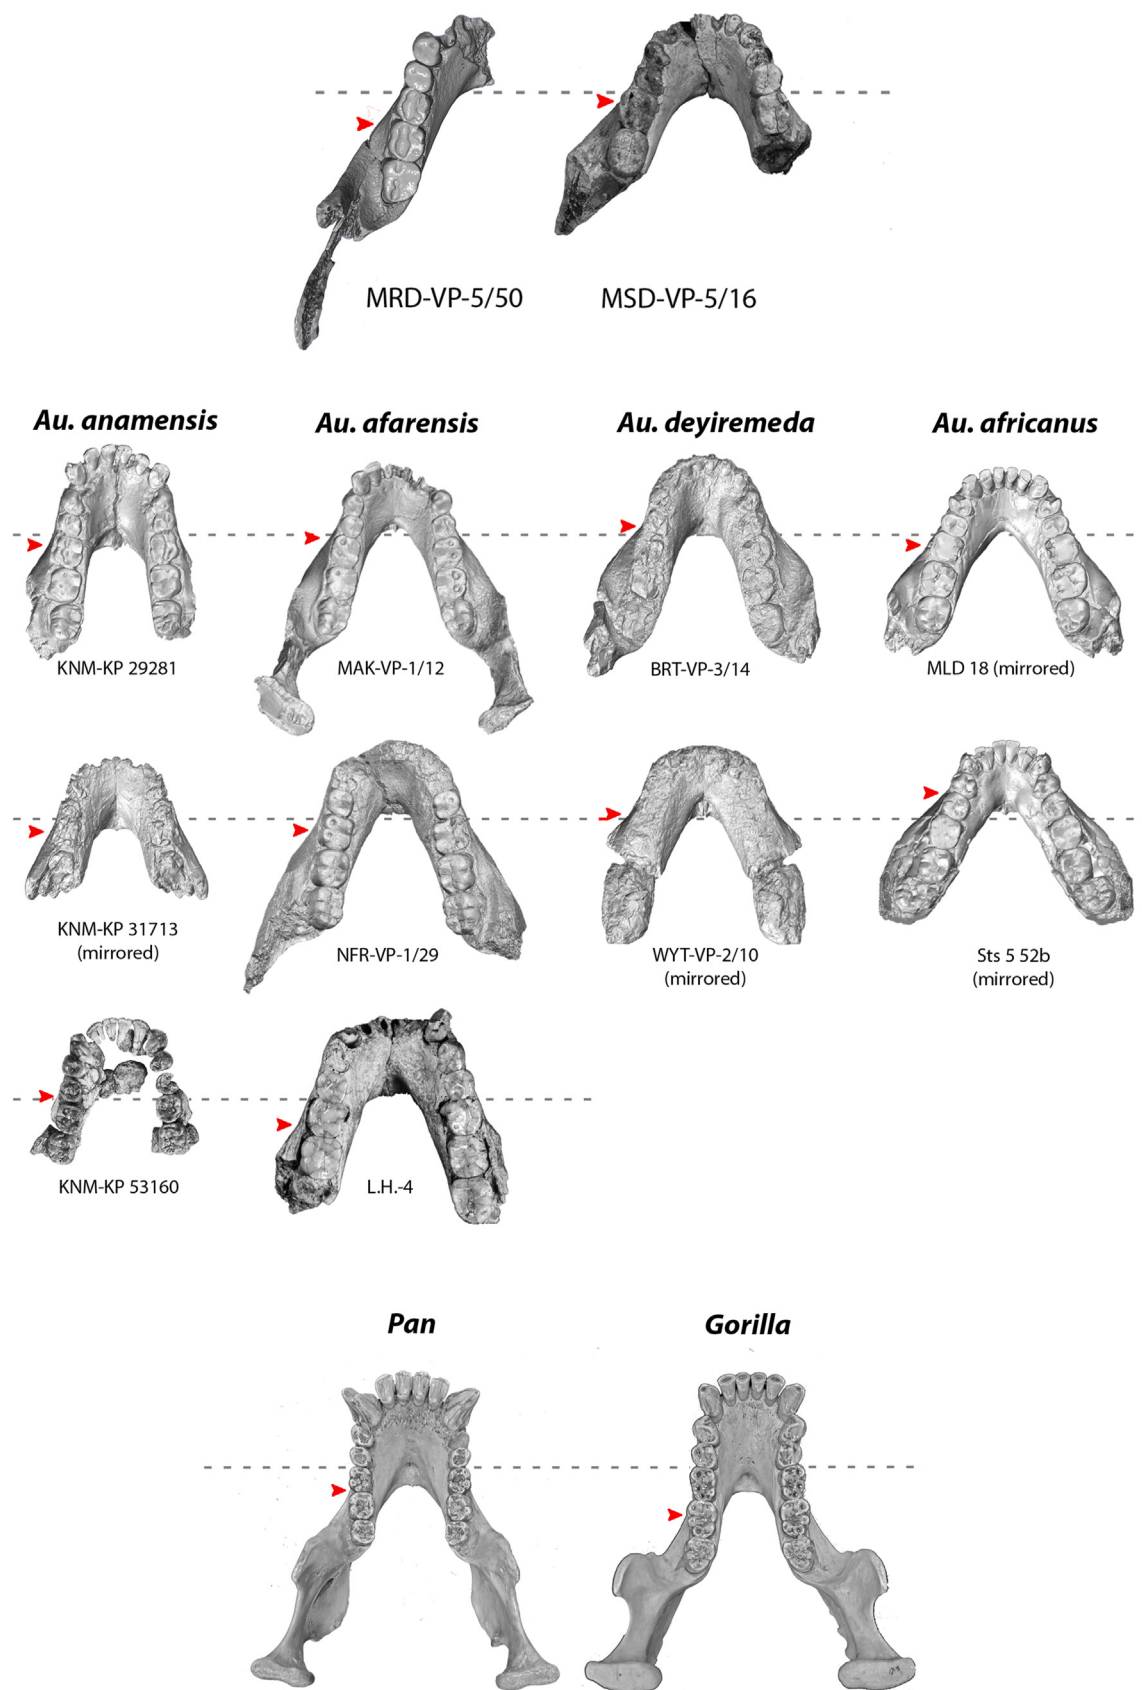 MRD-VP-5/50
MSD-VP-5/16
Au. anamensis
Au. afarensis
Au. deyiremeda
Au. africanus
KNM-KP 29281
MAK-VP-1/12
BRT-VP-3/14
MLD 18 (mirrored)
KNM-KP 31713
(mirrored)
NFR-VP-1/29
WYT-VP-2/10
(mirrored)
Sts 5 52b
(mirrored)
KNM-KP 53160
L.H.-4
Pan
Gorilla